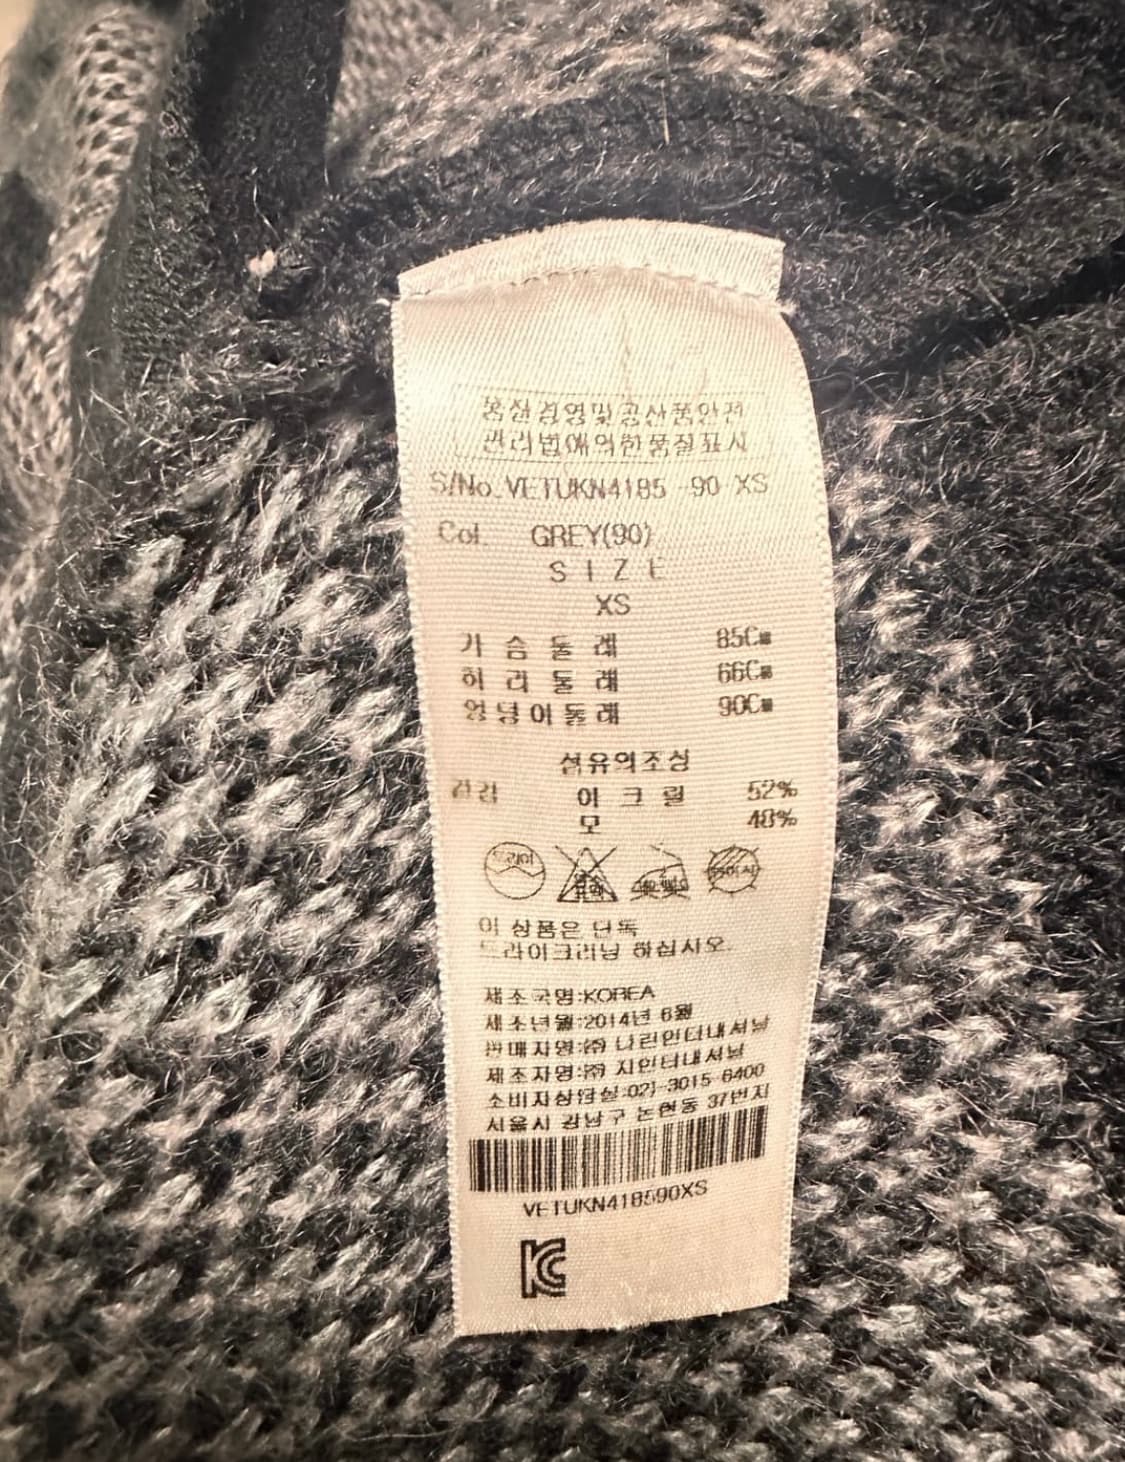 품질경영및공산품안전
관리법에의한품질표시
S/No. VETUKN4185 -90 XS
Col. GREY(90)
SIZE
XS
가슴둘레 85Cm
허리둘레 66Cm
엉덩이둘레 90Cm
섬유의조성
겉감 아크릴 52%
모 48%
드라이
이 상품은 단독
드라이크리닝 하십시오.
제조국명:KOREA
제조년월:2014년 6월
판매자명:㈜ 나린인터내셔날
제조자명:㈜ 지인터내셔날
소비자상담실:02)-3015-6400
서울시 강남구 논현동 37번지
VETUKN418590XS
KC